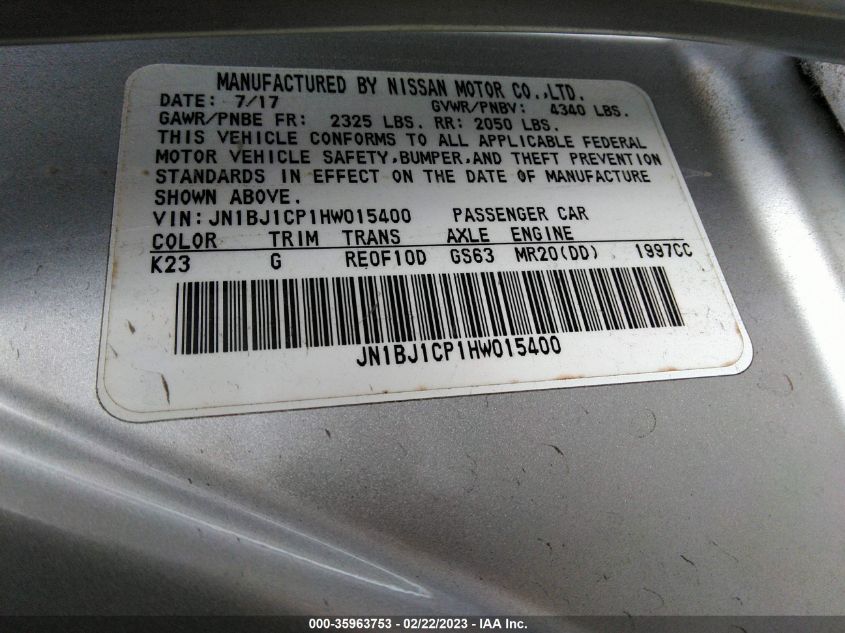 MANUFACTURED BY NISSAN MOTOR CO.,LTD.
DATE: 7/17 GVWR/PNBV: 4340 LBS.
GAWR/PNBE FR: 2325 LBS. RR: 2050 LBS.
THIS VEHICLE CONFORMS TO ALL APPLICABLE FEDERAL
MOTOR VEHICLE SAFETY,BUMPER,AND THEFT PREVENTION
STANDARDS IN EFFECT ON THE DATE OF MANUFACTURE
SHOWN ABOVE.
VIN:JN1BJ1CP1HW015400 PASSENGER CAR
COLOR TRIM TRANS AXLE ENGINE
K23 G RE0F10D GS63 MR20(DD) 1997CC
JN1BJ1CP1HW015400
000-35963753 - 02/22/2023 - IAA Inc.